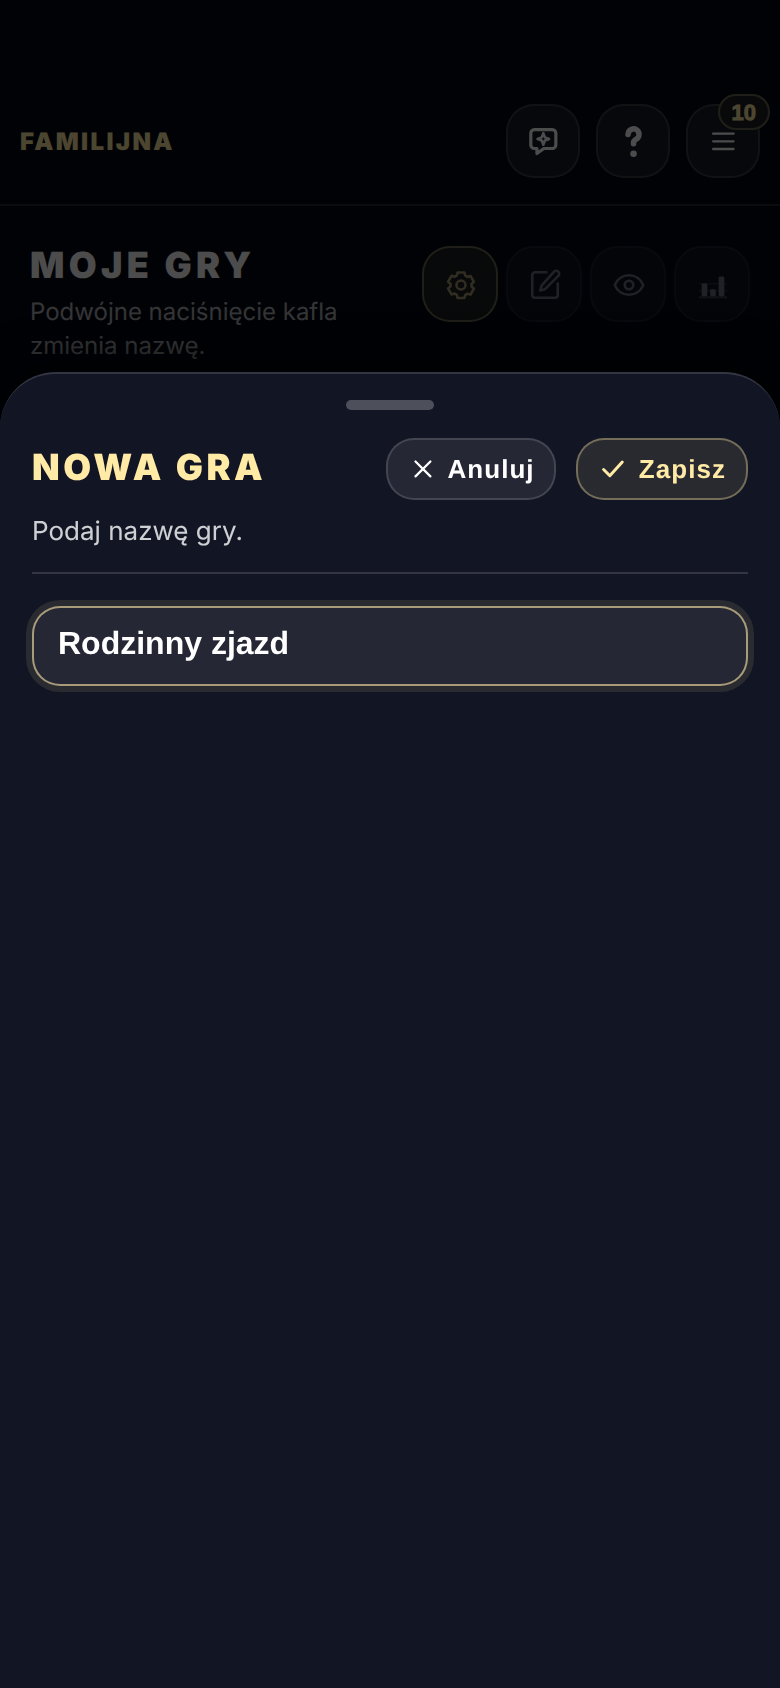 FAMILIJNA
10
MOJE GRY
Podwójne naciśnięcie kafla
zmienia nazwę.
NOWA GRA
Anuluj
Zapisz
Podaj nazwę gry.
Rodzinny zjazd